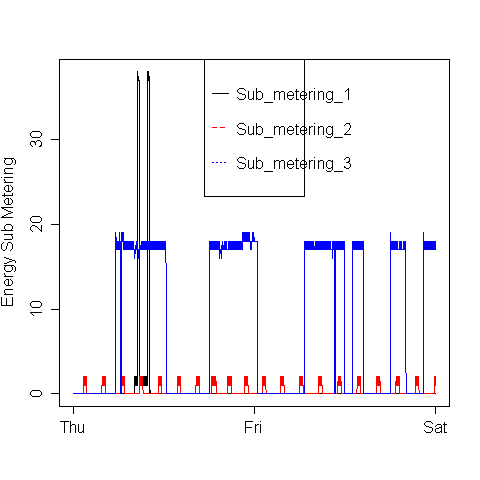 Sub_metering_1
Sub_metering_2
Sub_metering_3
Energy Sub Metering
30
20
10
0
Thu Fri Sat